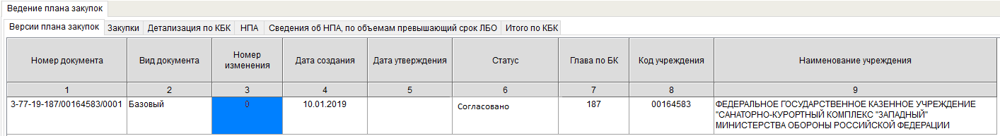 Ведение плана закупок
Версии плана закупок Закупки Детализация по КБК НПА Сведения об НПА, по объемам превышающий срок ЛБО Итого по КБК
Номер документа Вид документа Номер изменения Дата создания Дата утверждения Статус Глава по БК Код учреждения Наименование учреждения
1 2 3 4 5 6 7 8 9
3-77-19-187/00164583/0001 Базовый 0 10.01.2019 Согласовано 187 00164583 ФЕДЕРАЛЬНОЕ ГОСУДАРСТВЕННОЕ КАЗЕННОЕ УЧРЕЖДЕНИЕ
"САНАТОРНО-КУРОРТНЫЙ КОМПЛЕКС "ЗАПАДНЫЙ"
МИНИСТЕРСТВА ОБОРОНЫ РОССИЙСКОЙ ФЕДЕРАЦИИ